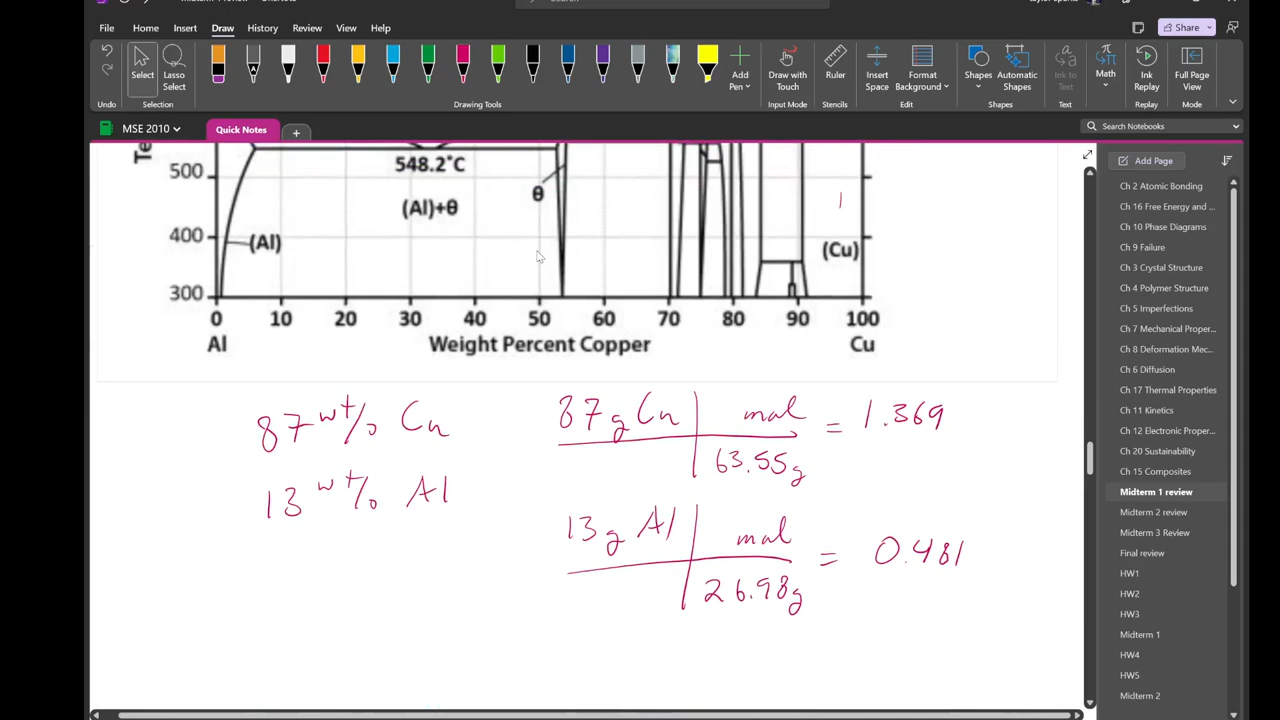 File Home Insert Draw History Review View Help Share
Select Lasso Select Add Pen Draw with Touch Ruler Insert Space Format Background Shapes Automatic Shapes Ink to Text Math Ink Replay Full Page View
Undo Selection Drawing Tools Input Mode Stencils Edit Shapes Convert Replay Mode
MSE 2010 Quick Notes + Search Notebooks
Add Page
Ch 2 Atomic Bonding
Ch 16 Free Energy and ...
Ch 10 Phase Diagrams
Ch 9 Failure
Ch 3 Crystal Structure
Ch 4 Polymer Structure
Ch 5 Imperfections
Ch 7 Mechanical Proper...
Ch 8 Deformation Mec...
Ch 6 Diffusion
Ch 17 Thermal Properties
Ch 11 Kinetics
Ch 12 Electronic Proper...
Ch 20 Sustainability
Ch 15 Composites
Midterm 1 review
Midterm 2 review
Midterm 3 Review
Final review
HW1
HW2
HW3
Midterm 1
HW4
HW5
Midterm 2
Te
500 548.2°C θ
(Al)+θ
400 (Al) (Cu)
300
0 10 20 30 40 50 60 70 80 90 100
Al Weight Percent Copper Cu
87 wt% Cu
13 wt% Al
87g Cu | mol = 1.369
63.55g
13g Al | mol = 0.481
26.98g